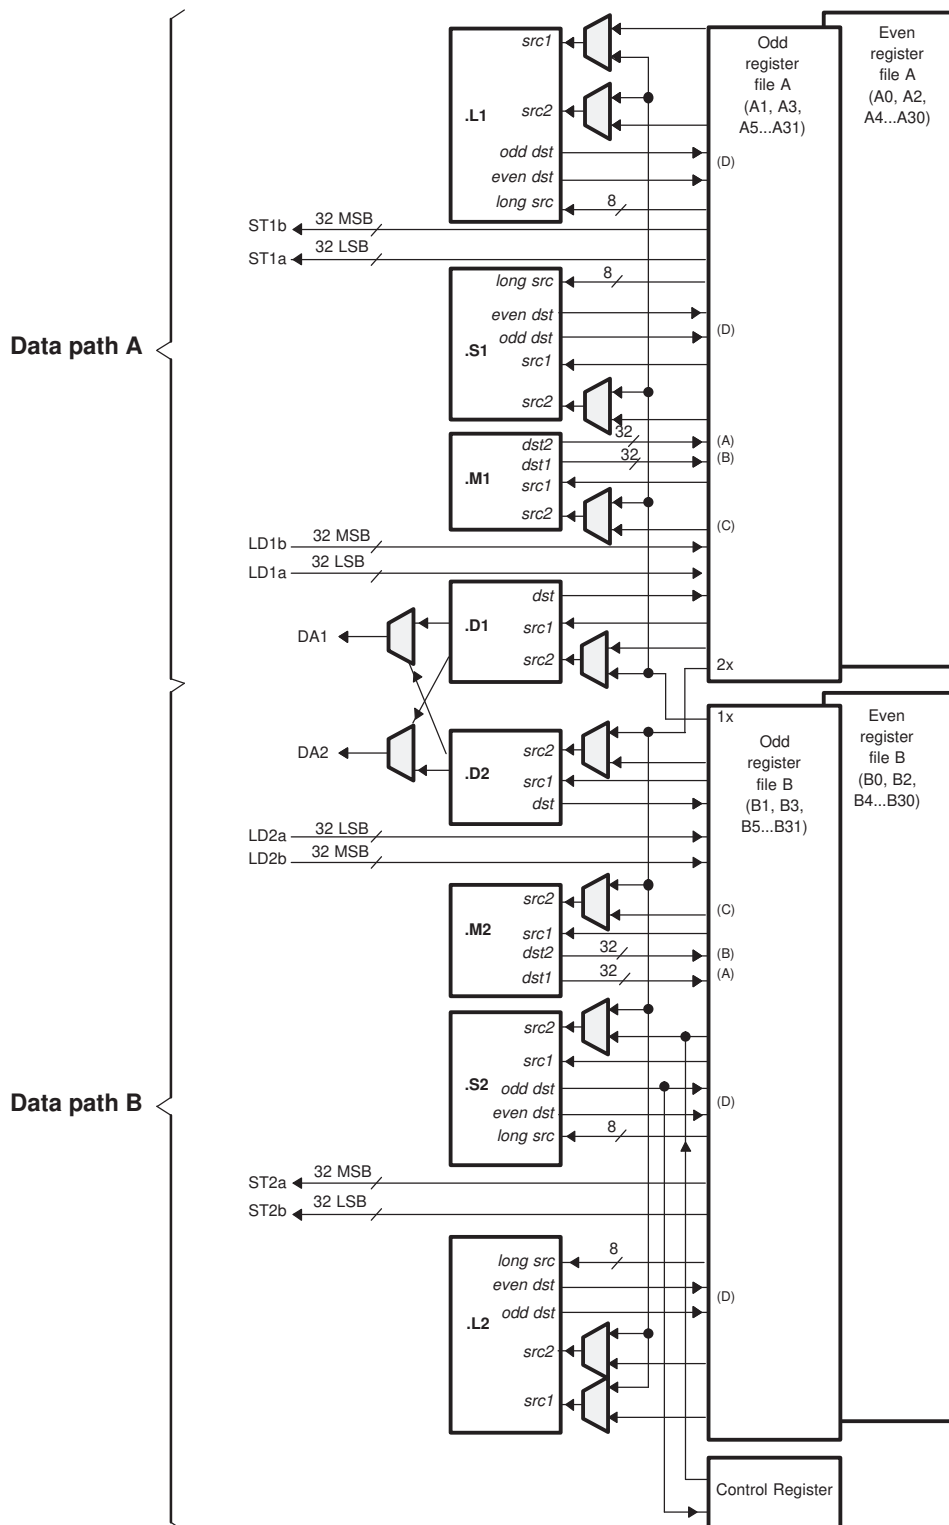 Data path A
Data path B
Odd
register
file A
(A1, A3,
A5...A31)
Even
register
file A
(A0, A2,
A4...A30)
.L1
src1
src2
odd dst
even dst
long src
8
(D)
ST1b
32 MSB
ST1a
32 LSB
.S1
long src
8
even dst
odd dst
(D)
src1
src2
.M1
dst2
32
(A)
dst1
32
(B)
src1
src2
(C)
LD1b
32 MSB
LD1a
32 LSB
.D1
dst
src1
src2
DA1
2x
1x
DA2
Odd
register
file B
(B1, B3,
B5...B31)
Even
register
file B
(B0, B2,
B4...B30)
.D2
src2
src1
dst
LD2a
32 LSB
LD2b
32 MSB
.M2
src2
(C)
src1
dst2
32
(B)
dst1
32
(A)
.S2
src2
src1
odd dst
even dst
(D)
long src
8
ST2a
32 MSB
ST2b
32 LSB
.L2
long src
8
even dst
odd dst
(D)
src2
src1
Control Register